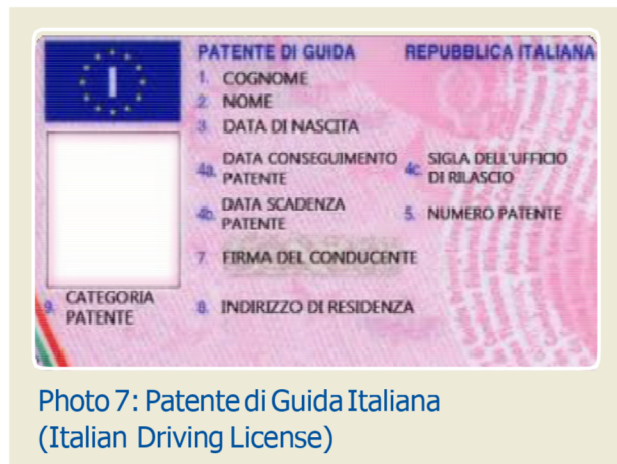 I
PATENTE DI GUIDA REPUBBLICA ITALIANA
1. COGNOME
2. NOME
3. DATA DI NASCITA
4a. DATA CONSEGUIMENTO PATENTE
4c. SIGLA DELL'UFFICIO DI RILASCIO
4b. DATA SCADENZA PATENTE
5. NUMERO PATENTE
7. FIRMA DEL CONDUCENTE
9. CATEGORIA PATENTE
8. INDIRIZZO DI RESIDENZA
Photo 7: Patente di Guida Italiana
(Italian Driving License)